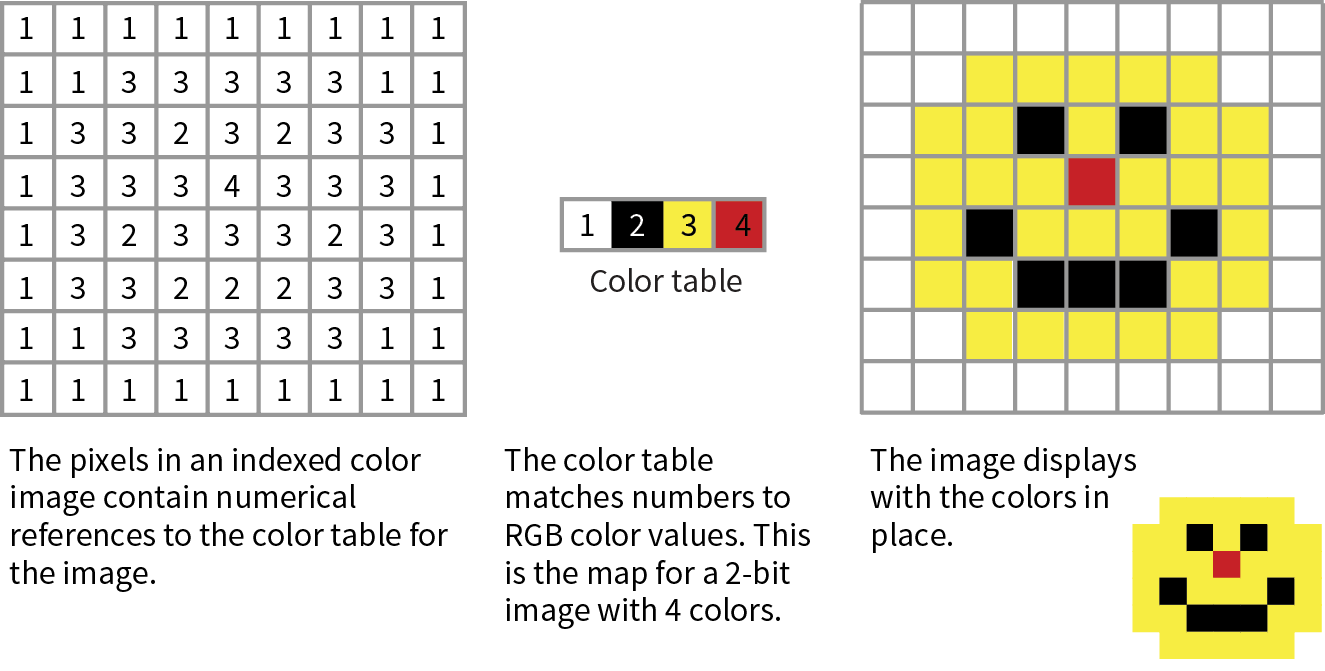 1 1 1 1 1 1 1 1 1
1 1 3 3 3 3 3 1 1
1 3 3 2 3 2 3 3 1
1 3 3 3 4 3 3 3 1
1 3 2 3 3 3 2 3 1
1 3 3 2 2 2 3 3 1
1 1 3 3 3 3 3 1 1
1 1 1 1 1 1 1 1 1
The pixels in an indexed color
image contain numerical
references to the color table for
the image.
1 2 3 4
Color table
The color table
matches numbers to
RGB color values. This
is the map for a 2-bit
image with 4 colors.
The image displays
with the colors in
place.